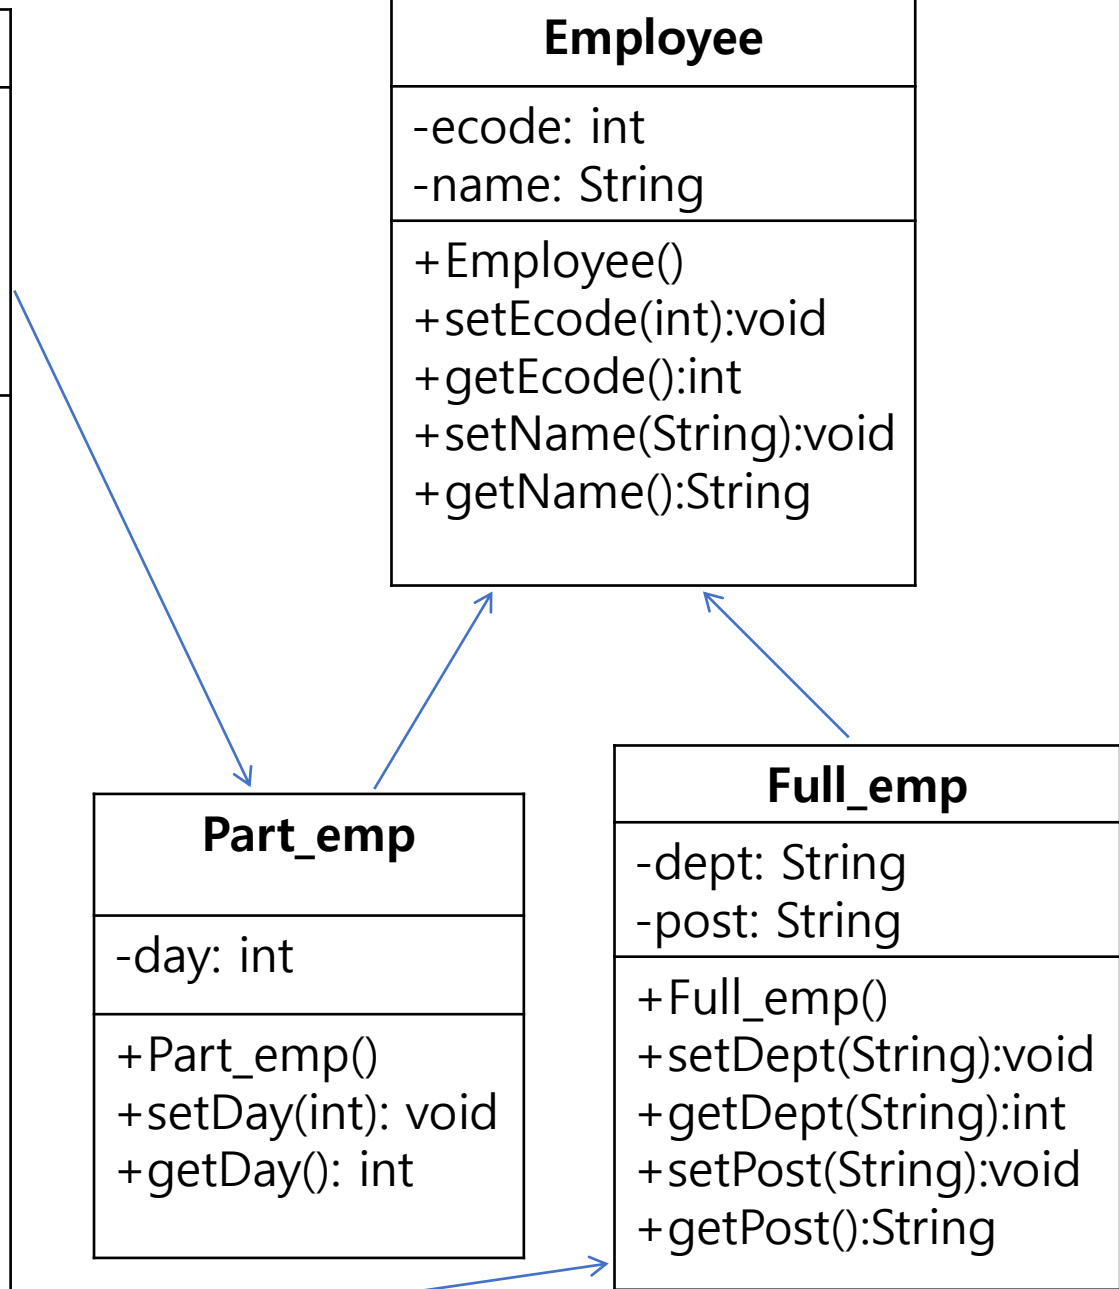 Employee
-ecode: int
-name: String
+Employee()
+setEcode(int):void
+getEcode():int
+setName(String):void
+getName():String
Part_emp
-day: int
+Part_emp()
+setDay(int): void
+getDay(): int
Full_emp
-dept: String
-post: String
+Full_emp()
+setDept(String):void
+getDept(String):int
+setPost(String):void
+getPost():String